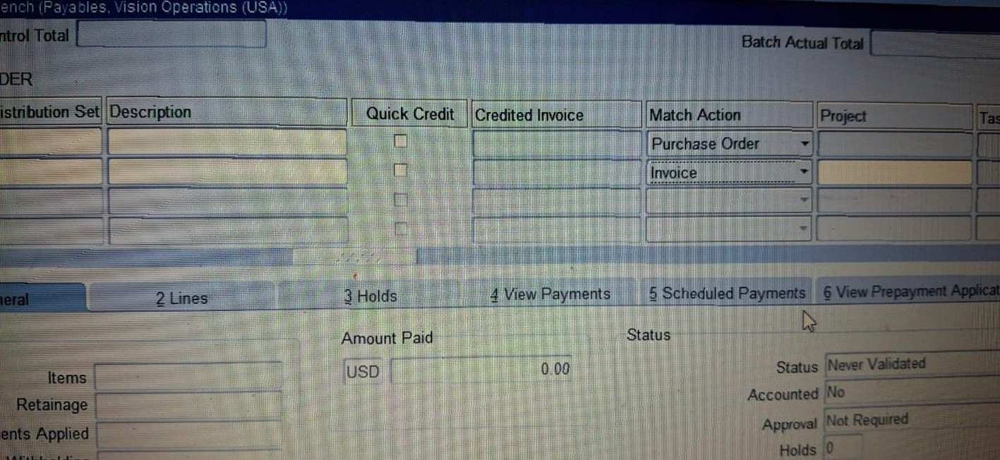 ench (Payables, Vision Operations (USA))
ntrol Total Batch Actual Total
DER
istribution Set Description Quick Credit Credited Invoice Match Action Project Tas
Purchase Order
Invoice
neral 2 Lines 3 Holds 4 View Payments 5 Scheduled Payments 6 View Prepayment Applicat
Amount Paid Status
Items USD 0.00 Status Never Validated
Retainage Accounted No
ents Applied Approval Not Required
Holds 0